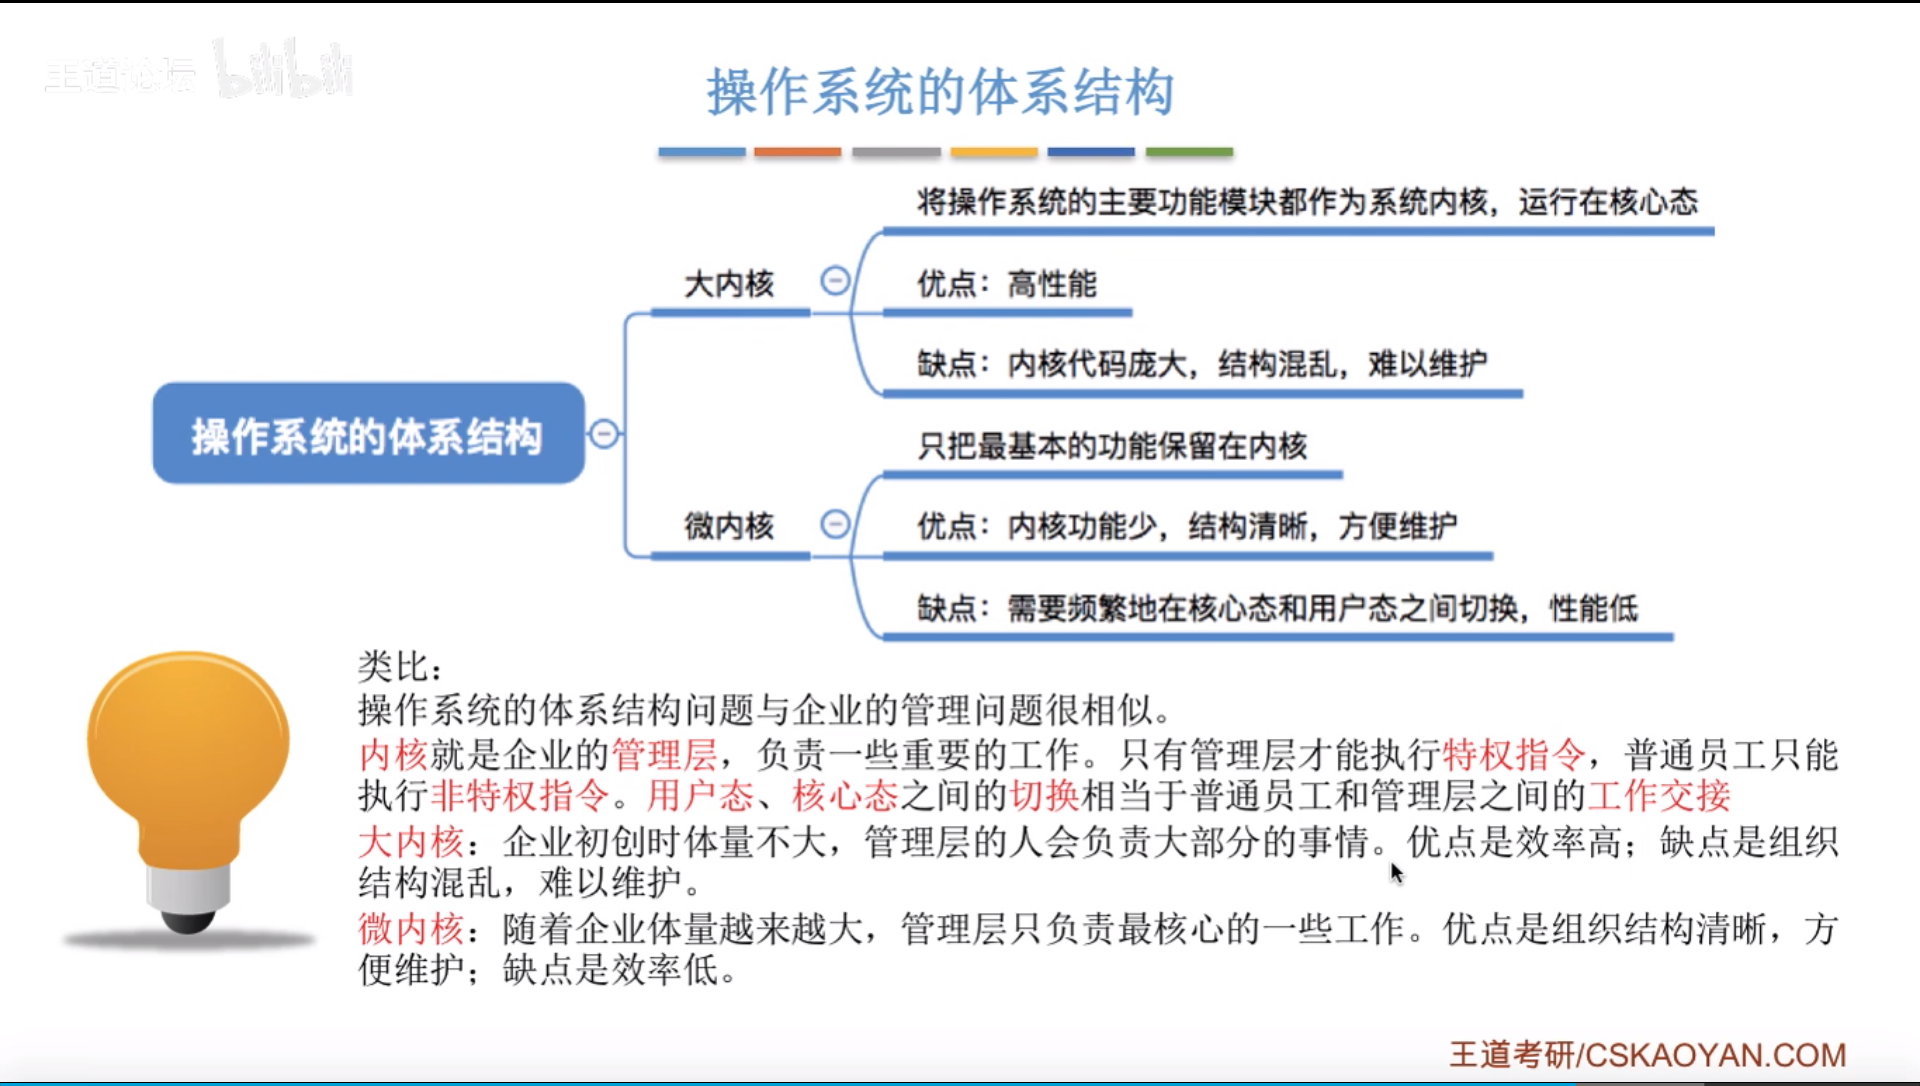 王道论坛 bilibili
操作系统的体系结构
将操作系统的主要功能模块都作为系统内核，运行在核心态
大内核
优点：高性能
缺点：内核代码庞大，结构混乱，难以维护
操作系统的体系结构
只把最基本的功能保留在内核
微内核
优点：内核功能少，结构清晰，方便维护
缺点：需要频繁地在核心态和用户态之间切换，性能低
类比：
操作系统的体系结构问题与企业的管理问题很相似。
内核就是企业的管理层，负责一些重要的工作。只有管理层才能执行特权指令，普通员工只能
执行非特权指令。用户态、核心态之间的切换相当于普通员工和管理层之间的工作交接
大内核：企业初创时体量不大，管理层的人会负责大部分的事情。优点是效率高；缺点是组织
结构混乱，难以维护。
微内核：随着企业体量越来越大，管理层只负责最核心的一些工作。优点是组织结构清晰，方
便维护；缺点是效率低。
王道考研/CSKAOYAN.COM